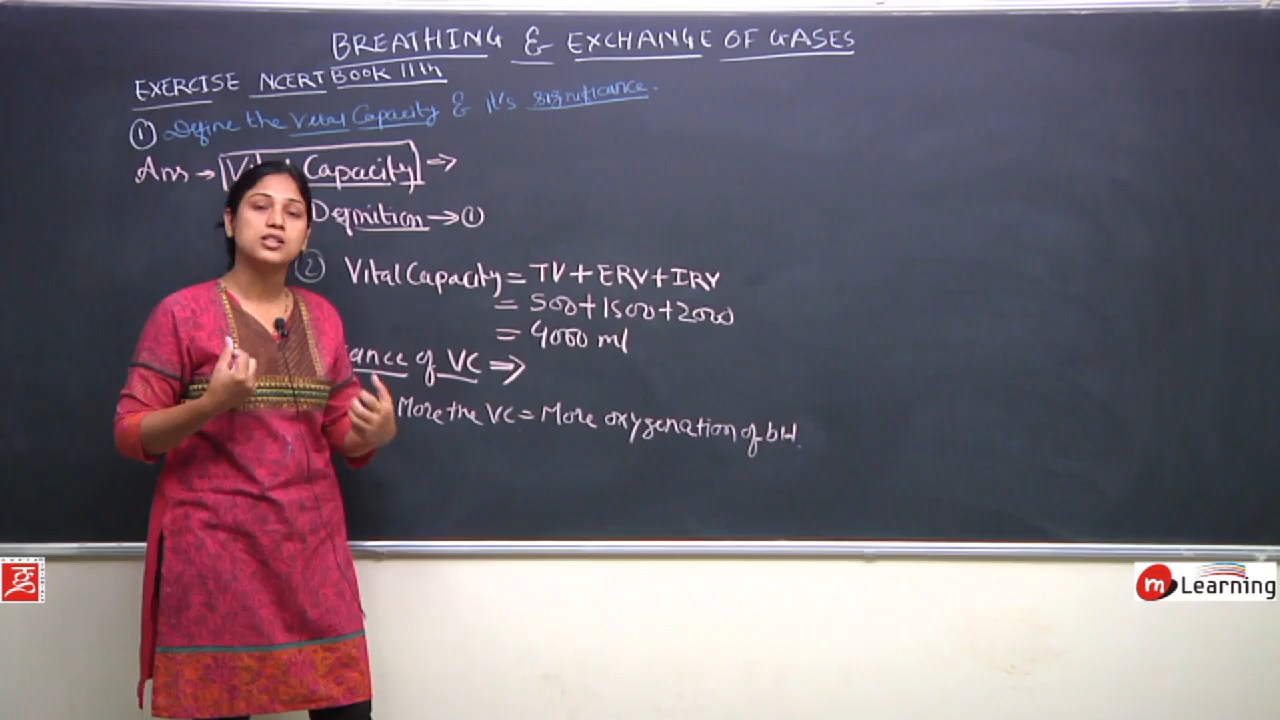 BREATHING & EXCHANGE OF GASES
EXERCISE NCERT BOOK 11th
① Define the Vital Capacity & it's significance.
Ans → Vital Capacity →
Definition → ①
② Vital Capacity = TV + ERV + IRV
= 500 + 1500 + 2000
= 4000 ml
ance of VC ⇒
More the VC = More oxygenation of bld.
g
m Learning